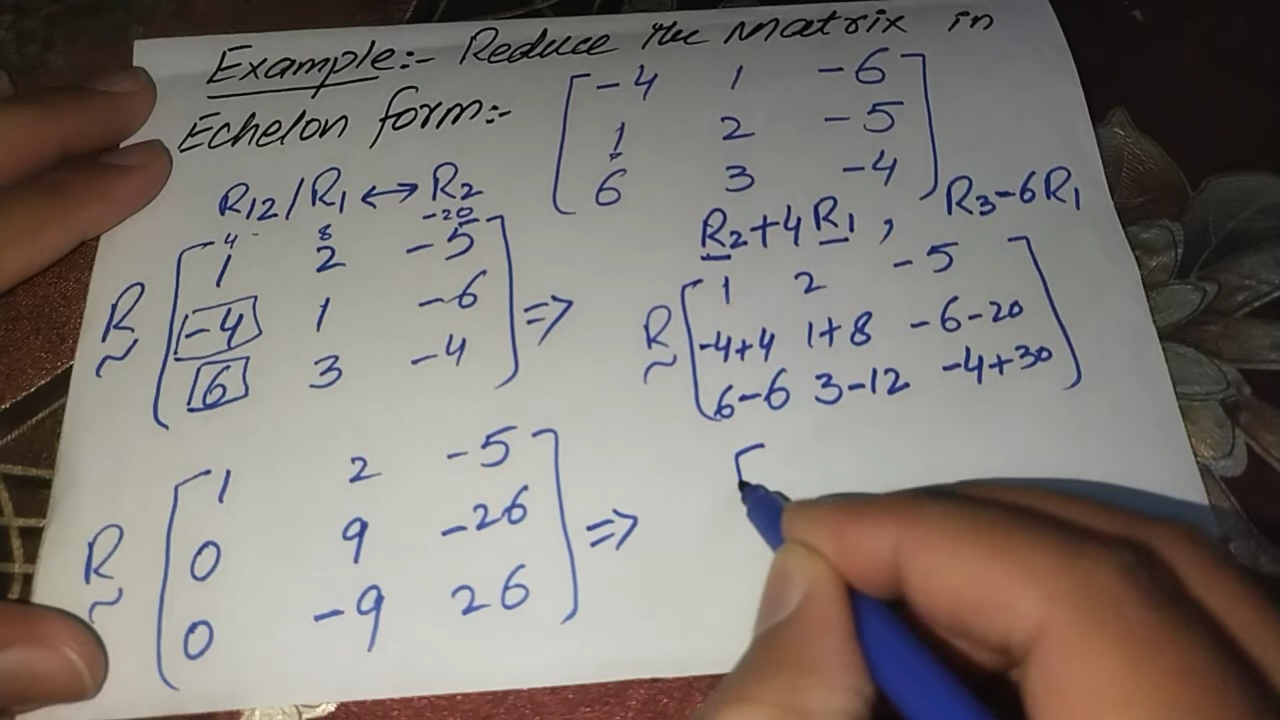 Example:- Reduce the Matrix in
Echelon form:-
[-4 1 -6
1 2 -5
6 3 -4]
R12/R1↔R2
-4 8 -20
R~ [1 2 -5
-4 1 -6
6 3 -4] =>
R2+4R1, R3-6R1
R~ [1 2 -5
-4+4 1+8 -6-20
6-6 3-12 -4+30]
R~ [1 2 -5
0 9 -26
0 -9 26] =>